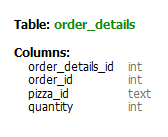 Table: order_details
Columns:
order_details_id int
order_id int
pizza_id text
quantity int